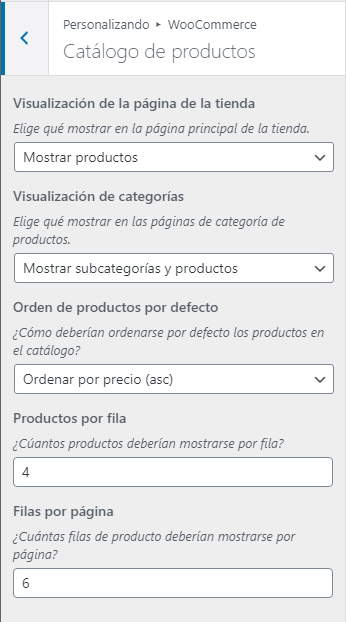 Personalizando ▸ WooCommerce
Catálogo de productos
Visualización de la página de la tienda
Elige qué mostrar en la página principal de la tienda.
Mostrar productos
Visualización de categorías
Elige qué mostrar en las páginas de categoría de
productos.
Mostrar subcategorías y productos
Orden de productos por defecto
¿Cómo deberían ordenarse por defecto los productos en
el catálogo?
Ordenar por precio (asc)
Productos por fila
¿Cúantos productos deberían mostrarse por fila?
4
Filas por página
¿Cuántas filas de producto deberían mostrarse por
página?
6